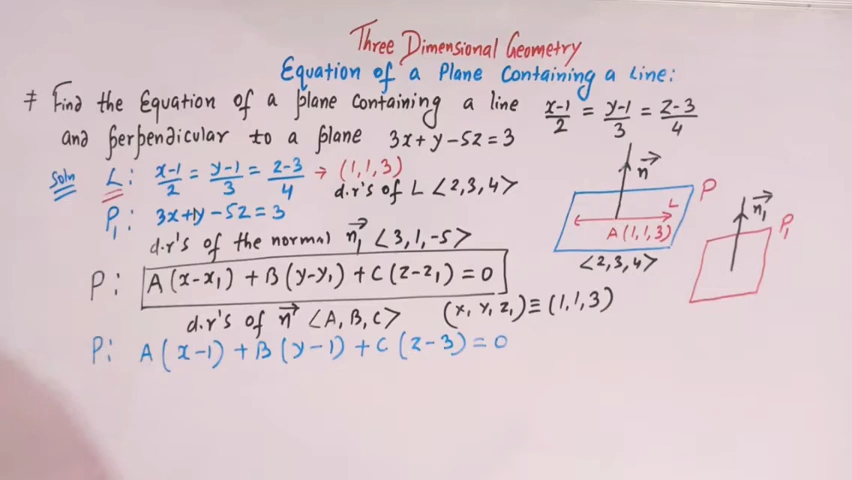 Three Dimensional Geometry
Equation of a Plane Containing a Line:
# Find the Equation of a plane containing a line x-1/2 = y-1/3 = z-3/4
and perpendicular to a plane 3x+y-5z=3
Soln L: x-1/2 = y-1/3 = z-3/4 → (1,1,3)
d.r's of L <2,3,4>
P₁: 3x+y-5z=3
d.r's of the normal n₁→ <3,1,-5>
P: A(x-x₁)+B(y-y₁)+C(z-z₁)=0
d.r's of n→ <A,B,C> (x₁,y₁,z₁)≡(1,1,3)
P: A(x-1)+B(y-1)+C(z-3)=0
n→
P
L
A(1,1,3)
<2,3,4>
n₁→
P₁